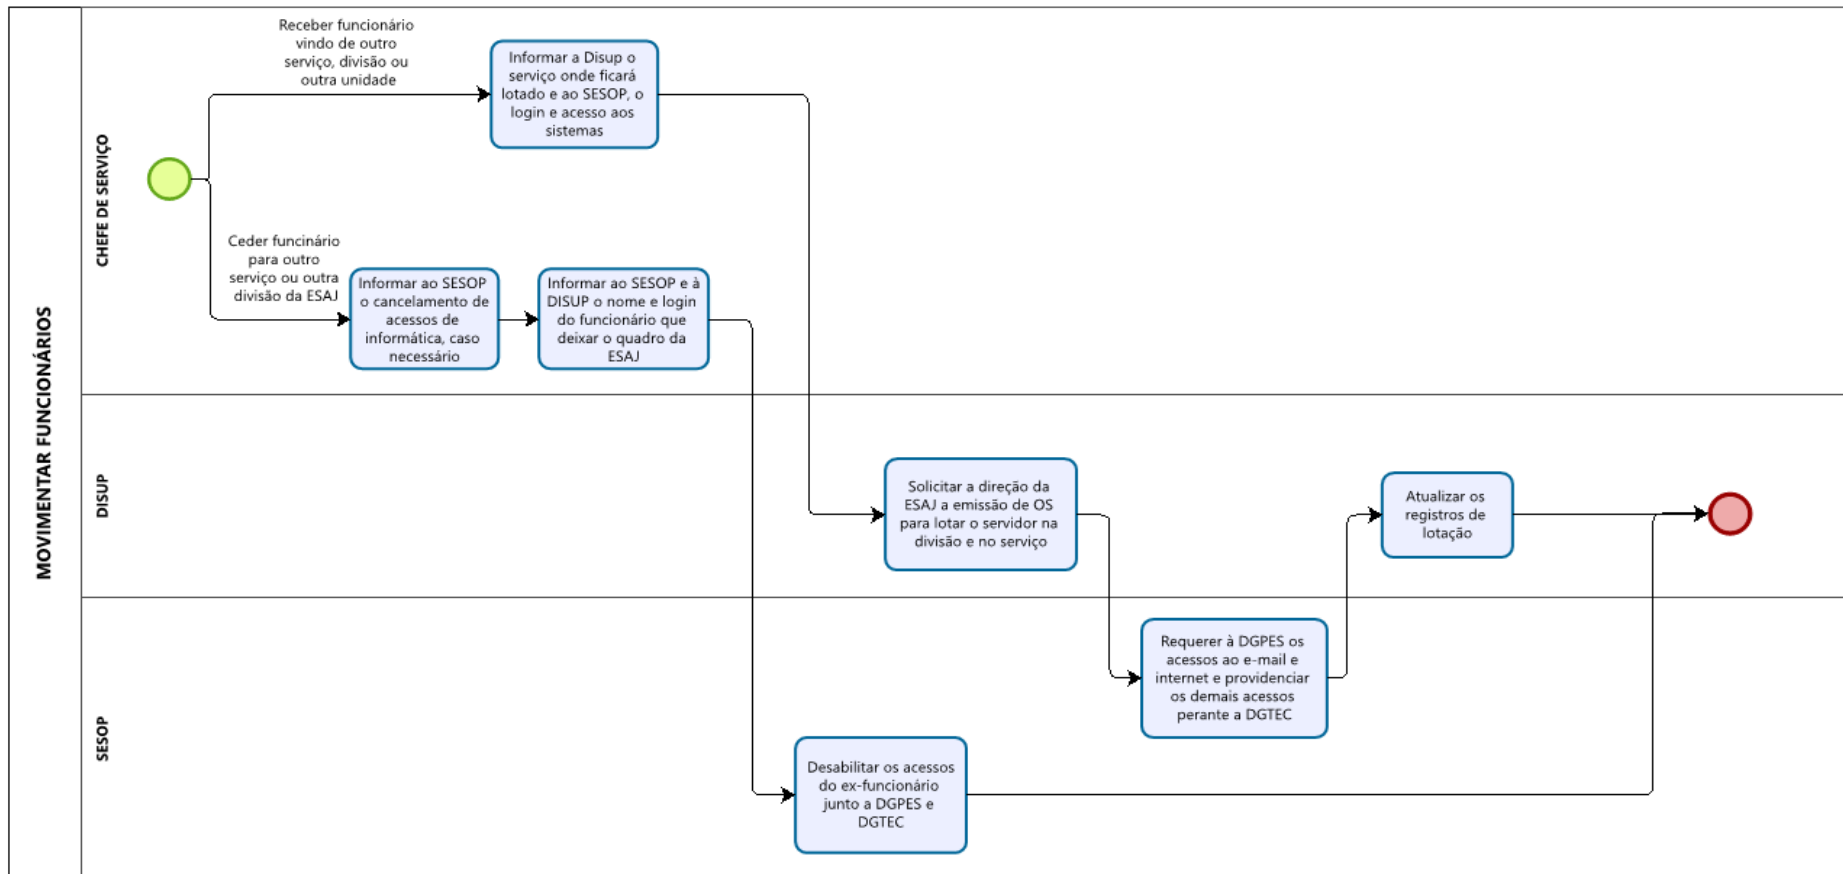 MOVIMENTAR FUNCIONÁRIOS
CHEFE DE SERVIÇO
Receber funcionário
vindo de outro
serviço, divisão ou
outra unidade
Informar a Disup o
serviço onde ficará
lotado e ao SESOP, o
login e acesso aos
sistemas
Ceder funcinário
para outro
serviço ou outra
divisão da ESAJ
Informar ao SESOP
o cancelamento de
acessos de
informática, caso
necessário
Informar ao SESOP e à
DISUP o nome e login
do funcionário que
deixar o quadro da
ESAJ
DISUP
Solicitar a direção da
ESAJ a emissão de OS
para lotar o servidor na
divisão e no serviço
Atualizar os
registros de
lotação
SESOP
Requerer à DGPES os
acessos ao e-mail e
internet e providenciar
os demais acessos
perante a DGTEC
Desabilitar os acessos
do ex-funcionário
junto a DGPES e
DGTEC